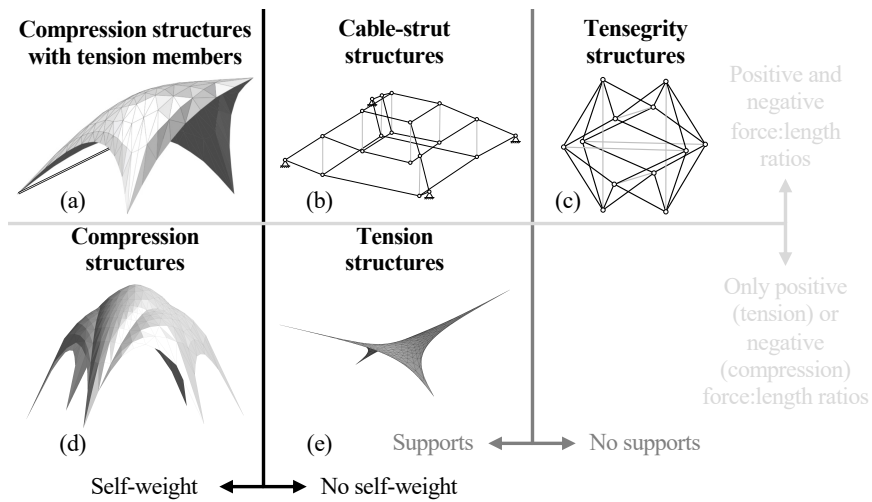 Compression structures
with tension members
Cable-strut
structures
Tensegrity
structures
Positive and
negative
force:length
ratios
(a)
(b)
(c)
Compression
structures
Tension
structures
Only positive
(tension) or
negative
(compression)
force:length ratios
(d)
(e)
Supports
No supports
Self-weight
No self-weight